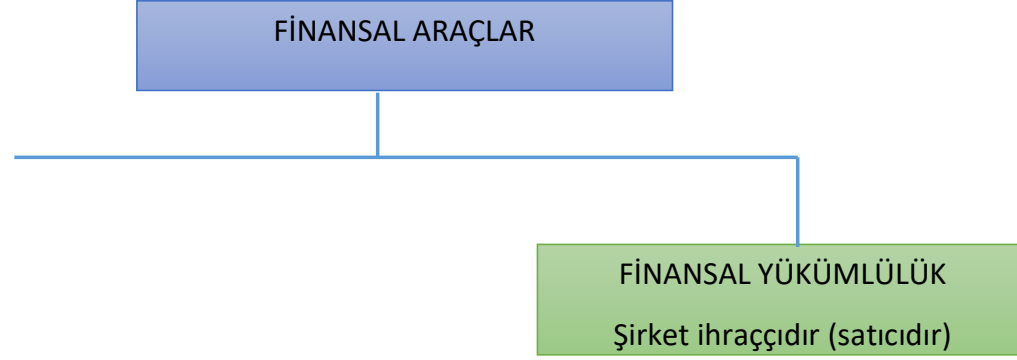 FİNANSAL ARAÇLAR
FİNANSAL YÜKÜMLÜLÜK
Şirket ihraççıdır (satıcıdır)